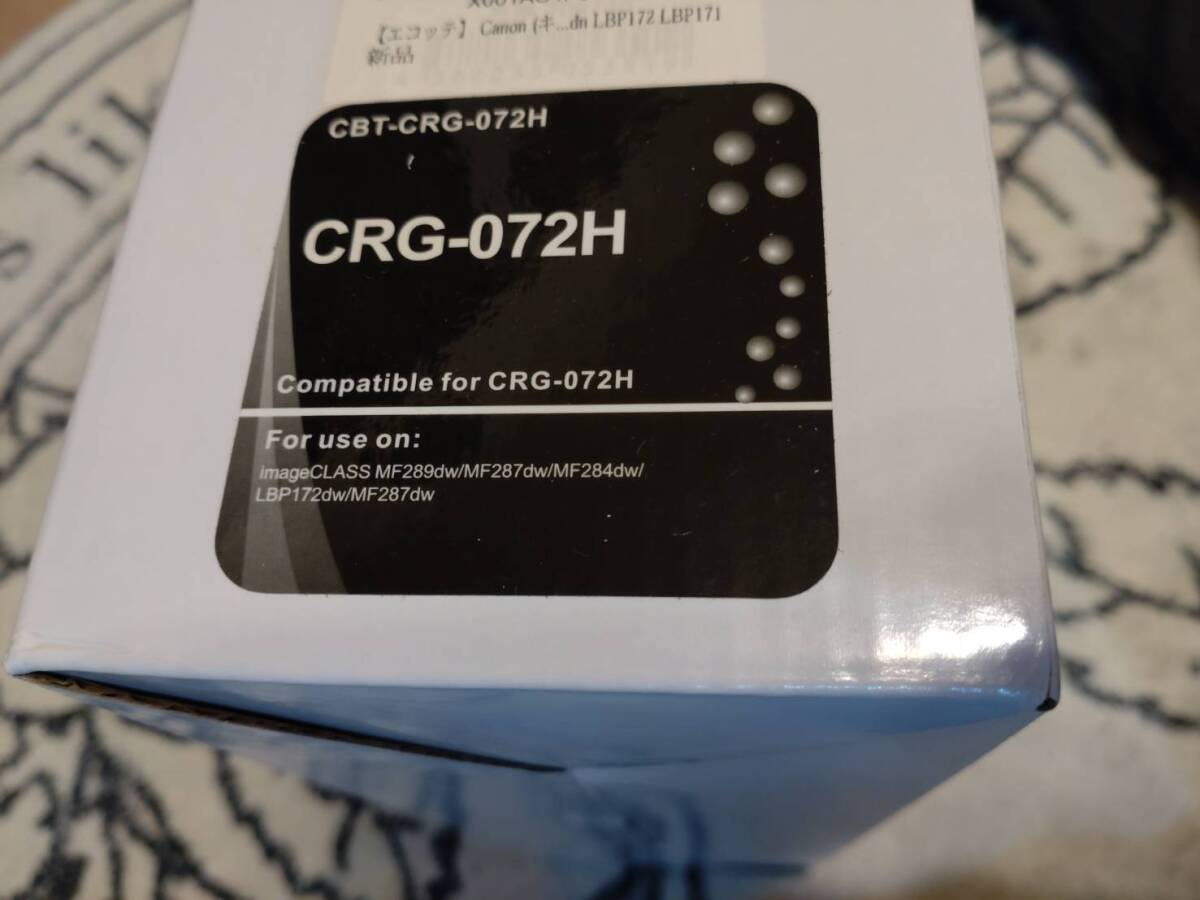 【エコッテ】 Canon (キ...dn LBP172 LBP171
新品
CBT-CRG-072H
CRG-072H
Compatible for CRG-072H
For use on:
imageCLASS MF289dw/MF287dw/MF284dw/
LBP172dw/MF287dw
s lik